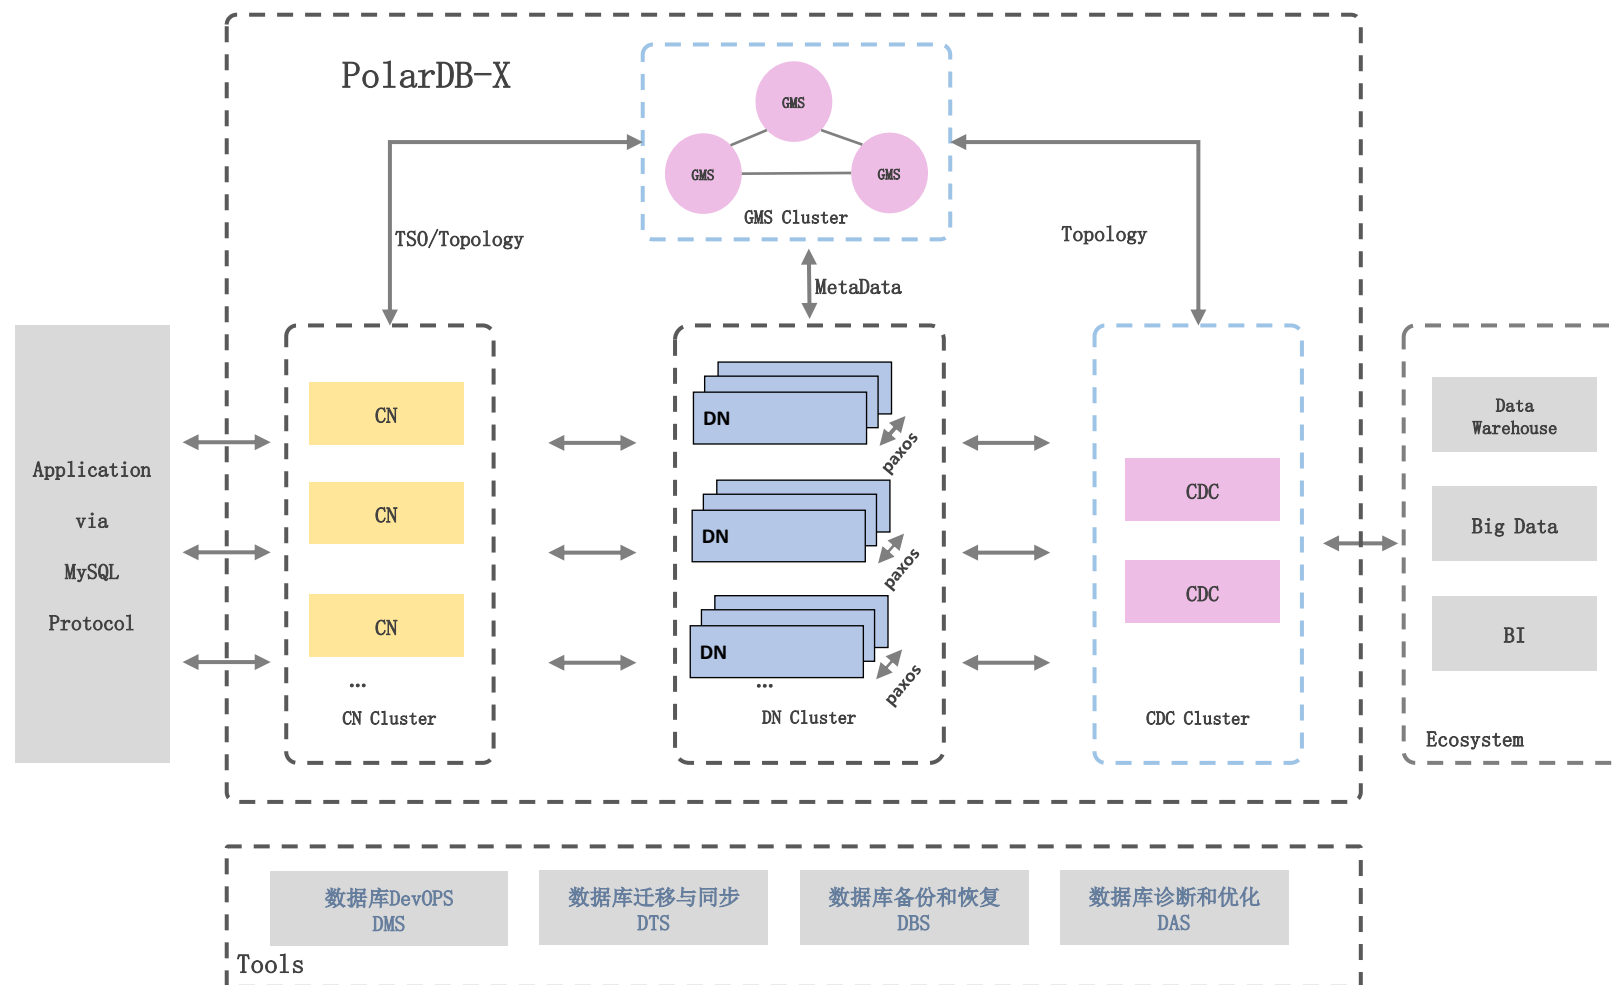 PolarDB-X
GMS
GMS
GMS
GMS Cluster
TSO/Topology
Topology
MetaData
Application
via
MySQL
Protocol
CN
CN
CN
...
CN Cluster
DN
paxos
DN
paxos
DN
paxos
...
DN Cluster
CDC
CDC
CDC Cluster
Data
Warehouse
Big Data
BI
Ecosystem
数据库DevOPS
DMS
数据库迁移与同步
DTS
数据库备份和恢复
DBS
数据库诊断和优化
DAS
Tools